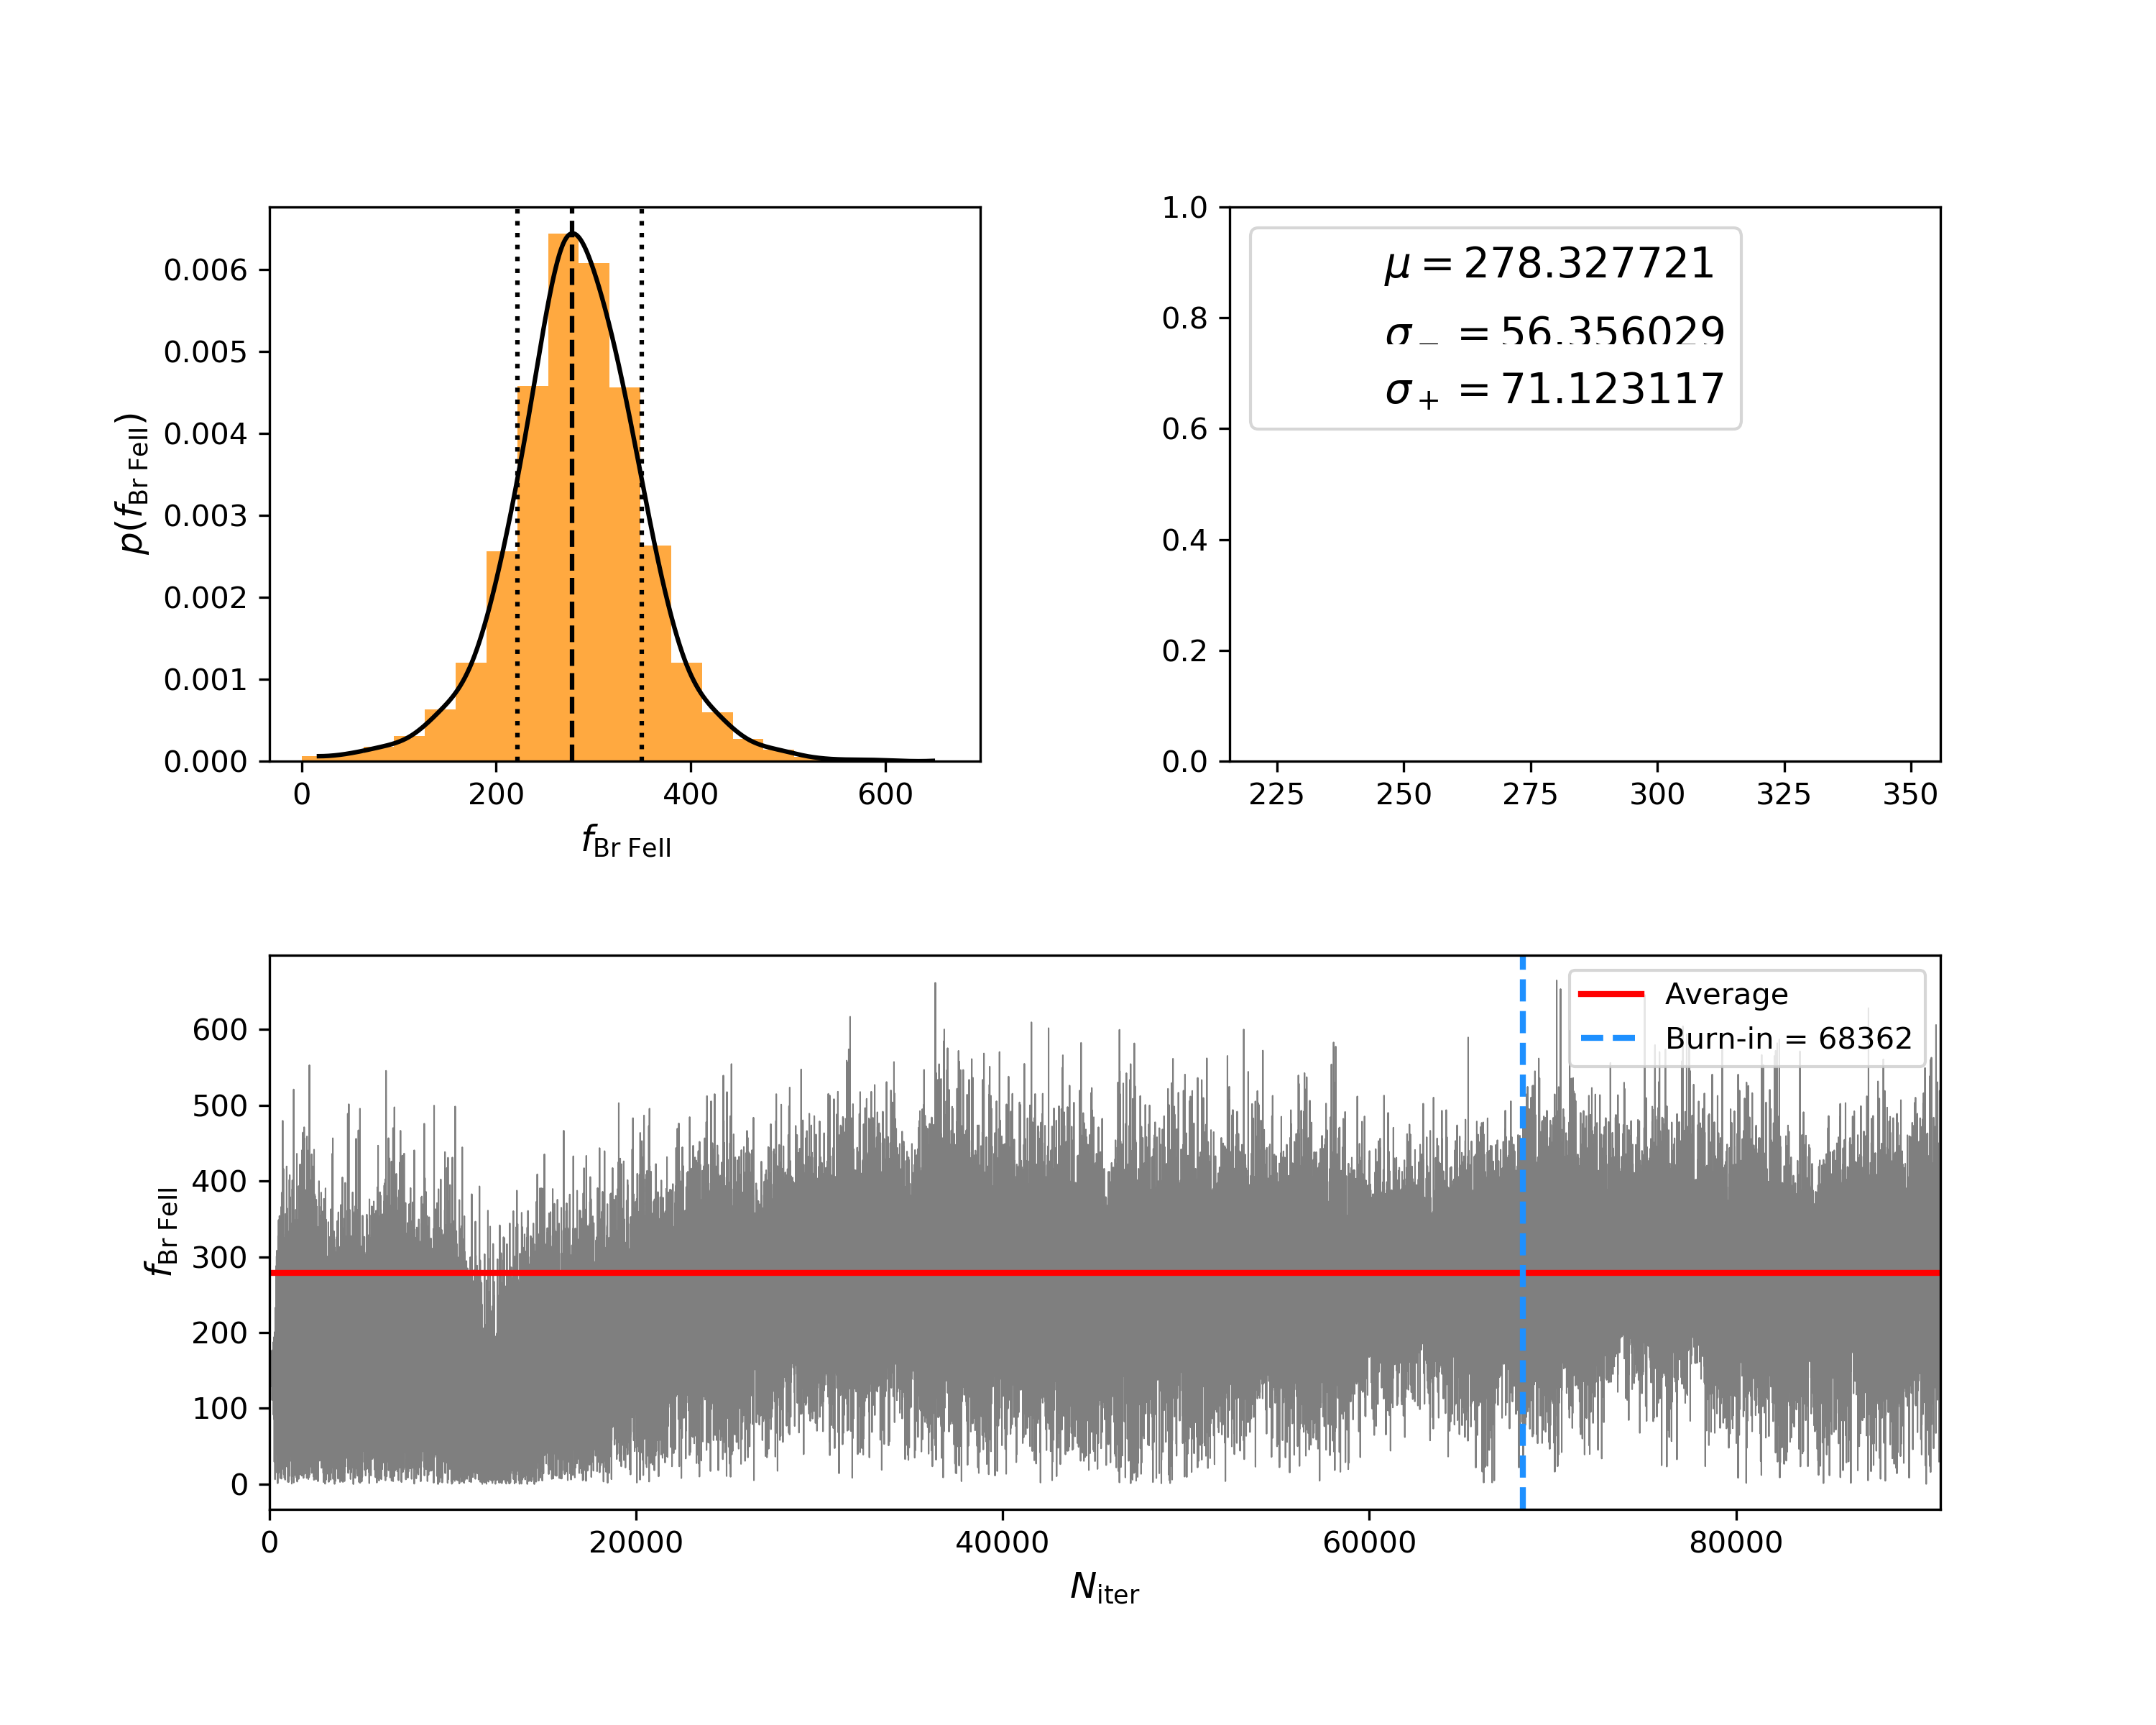 0.006
0.005
0.004
0.003
0.002
0.001
0.000
p(f_Br FeII)
0 200 400 600
f_Br FeII
1.0
0.8
0.6
0.4
0.2
0.0
μ = 278.327721
σ₋ = 56.356029
σ₊ = 71.123117
225 250 275 300 325 350
600
500
400
300
200
100
0
f_Br FeII
Average
Burn-in = 68362
0 20000 40000 60000 80000
N_iter